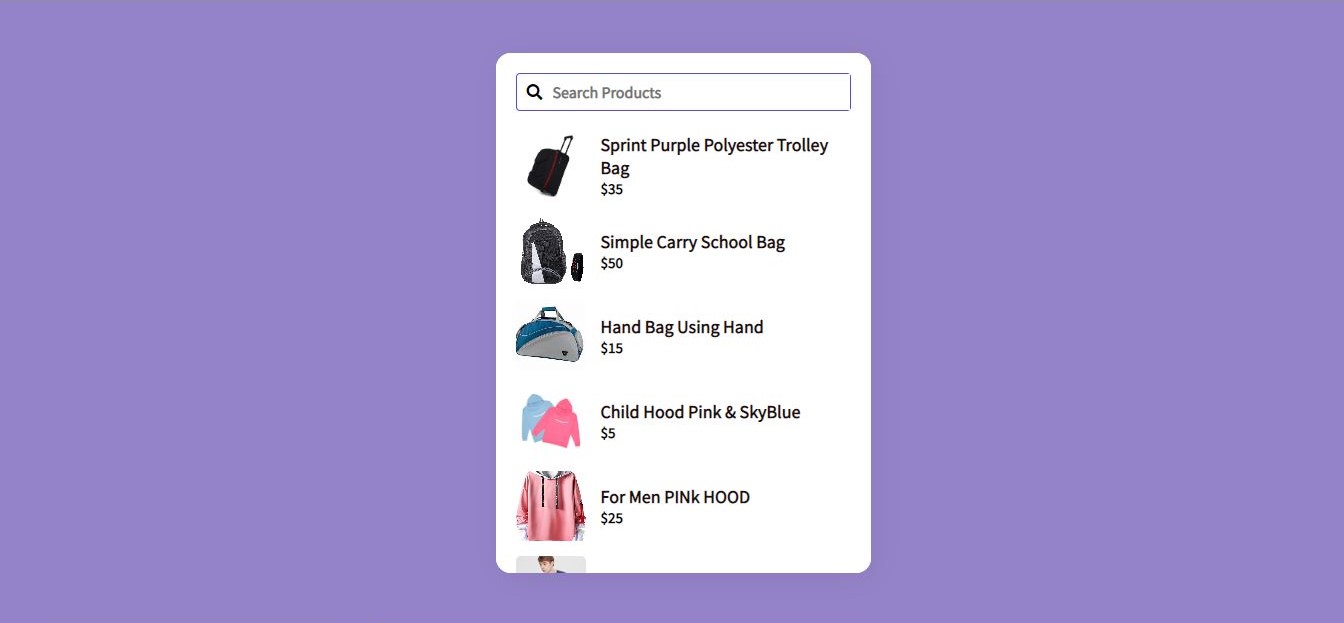 Search Products
Sprint Purple Polyester Trolley
Bag
$35
Simple Carry School Bag
$50
Hand Bag Using Hand
$15
Child Hood Pink & SkyBlue
$5
For Men PINk HOOD
$25